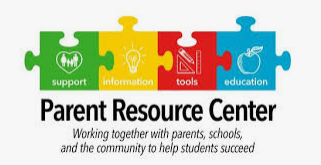 support information tools education
Parent Resource Center
Working together with parents, schools,
and the community to help students succeed